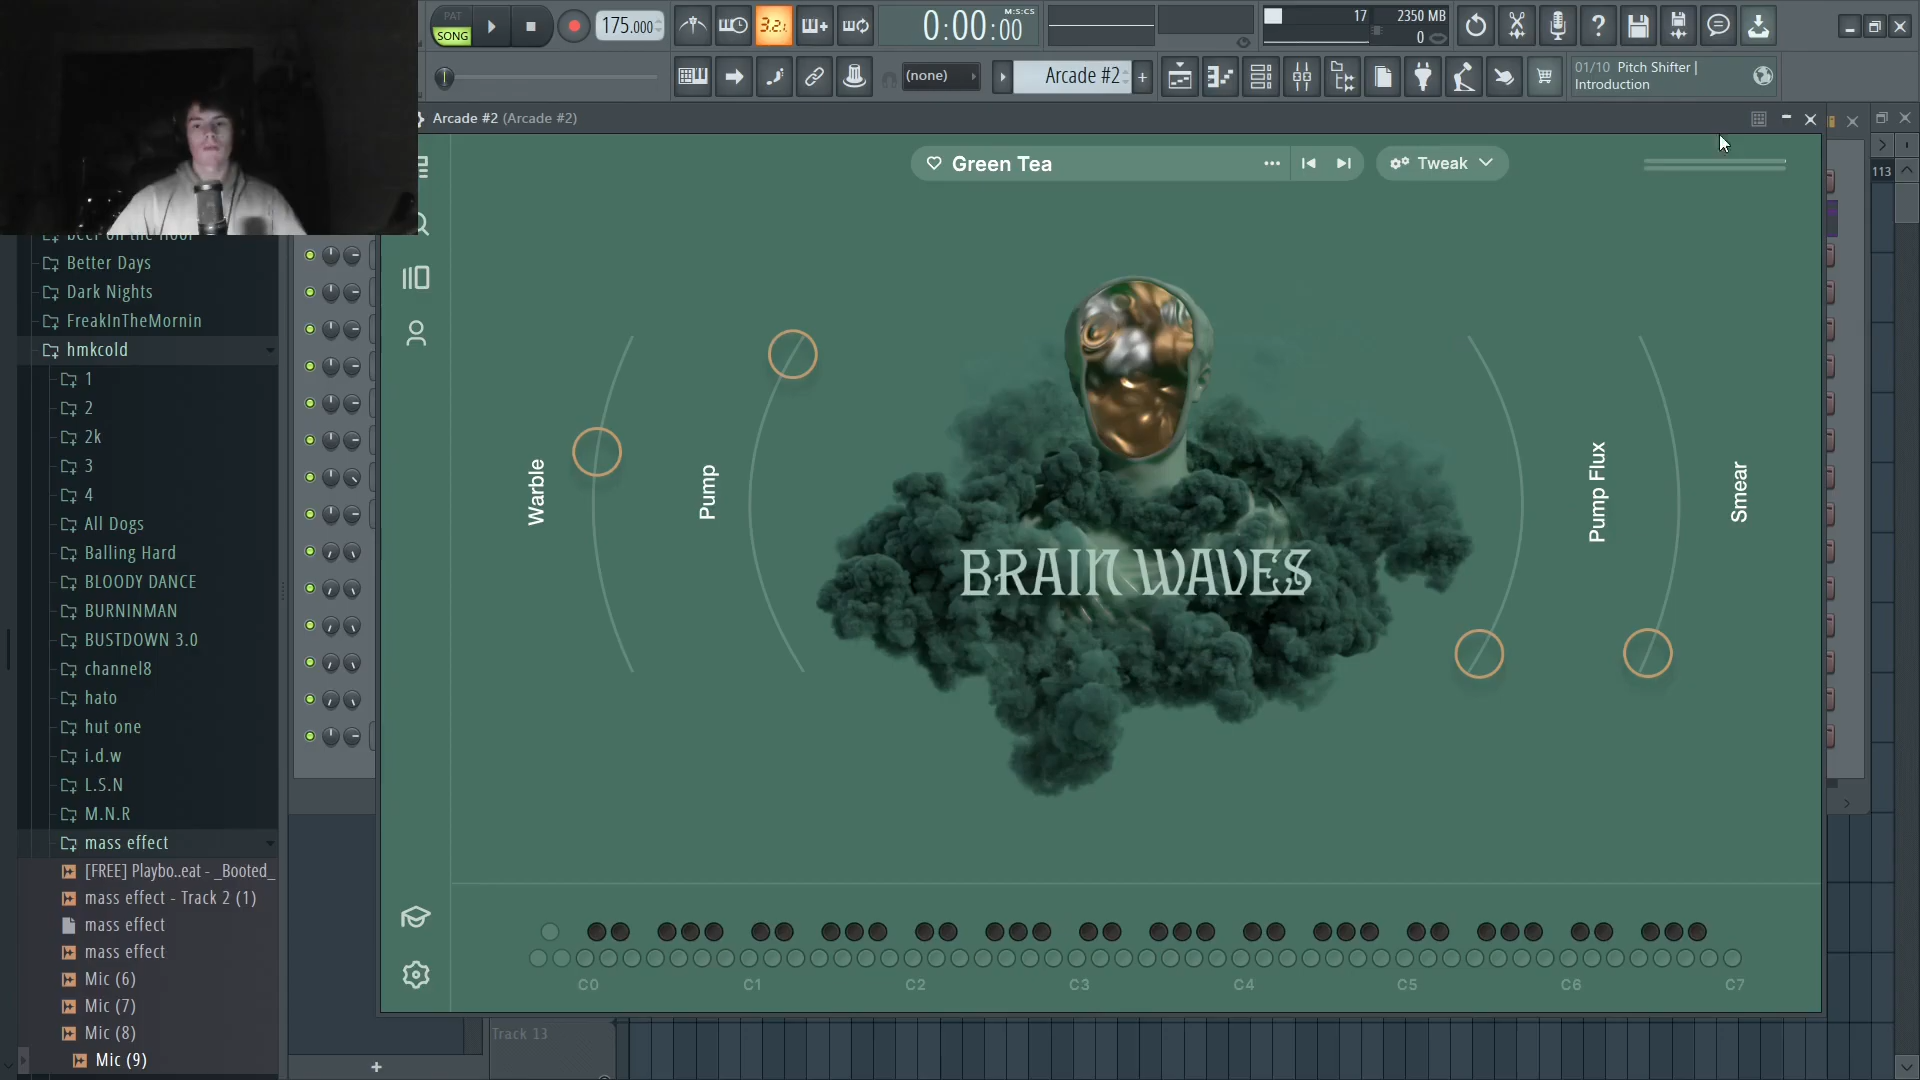 PAT
SONG
175.000
3.2.
0:00:00
M:S:CS
17
2350 MB
0
(none)
Arcade #2
01/10 Pitch Shifter |
Introduction
Arcade #2 (Arcade #2)
Green Tea
Tweak
113
Better Days
Dark Nights
FreakInTheMornin
hmkcold
1
2
2k
3
4
All Dogs
Balling Hard
BLOODY DANCE
BURNINMAN
BUSTDOWN 3.0
channel8
hato
hut one
i.d.w
L.S.N
M.N.R
mass effect
[FREE] Playbo..eat - _Booted_
mass effect - Track 2 (1)
mass effect
mass effect
Mic (6)
Mic (7)
Mic (8)
Mic (9)
Warble
Pump
BRAIN WAVES
Pump Flux
Smear
C0
C1
C2
C3
C4
C5
C6
C7
Track 13